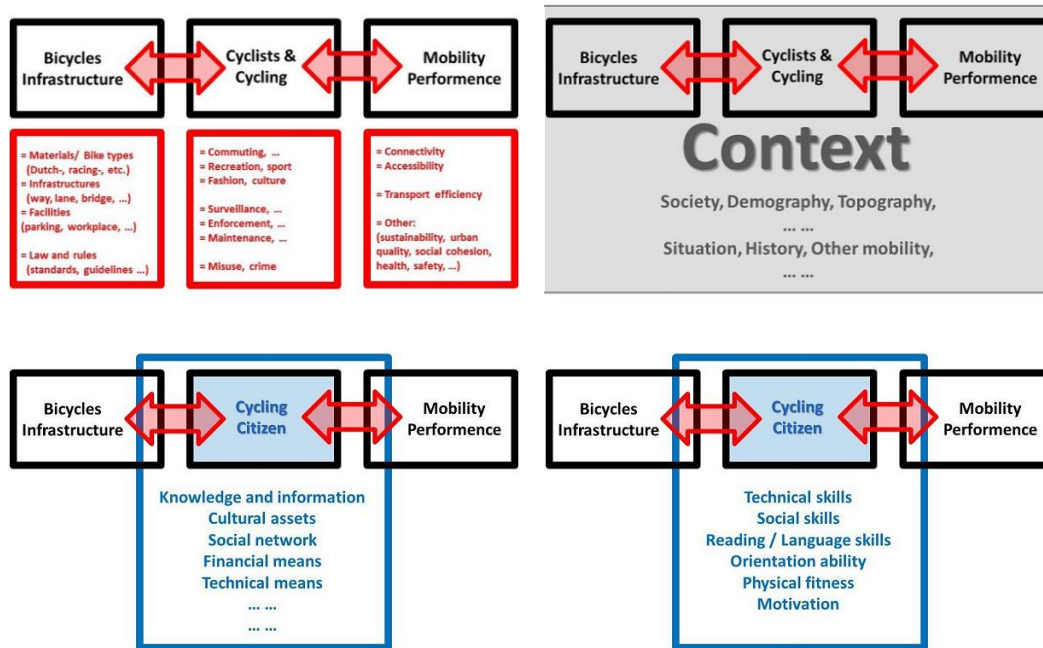 Bicycles
Infrastructure
Cyclists &
Cycling
Mobility
Performence
= Materials/ Bike types
(Dutch-, racing-, etc.)
= Infrastructures
(way, lane, bridge, ...)
= Facilities
(parking, workplace, ...)
= Law and rules
(standards, guidelines ...)
= Commuting, ...
= Recreation, sport
= Fashion, culture
= Surveillance, ...
= Enforcement, ...
= Maintenance, ...
= Misuse, crime
= Connectivity
= Accessibility
= Transport efficiency
= Other:
(sustainability, urban
quality, social cohesion,
health, safety, ...)
Bicycles
Infrastructure
Cyclists &
Cycling
Mobility
Performence
Context
Society, Demography, Topography,
... ...
Situation, History, Other mobility,
... ...
Bicycles
Infrastructure
Cycling
Citizen
Mobility
Performence
Knowledge and information
Cultural assets
Social network
Financial means
Technical means
... ...
... ...
Bicycles
Infrastructure
Cycling
Citizen
Mobility
Performence
Technical skills
Social skills
Reading / Language skills
Orientation ability
Physical fitness
Motivation